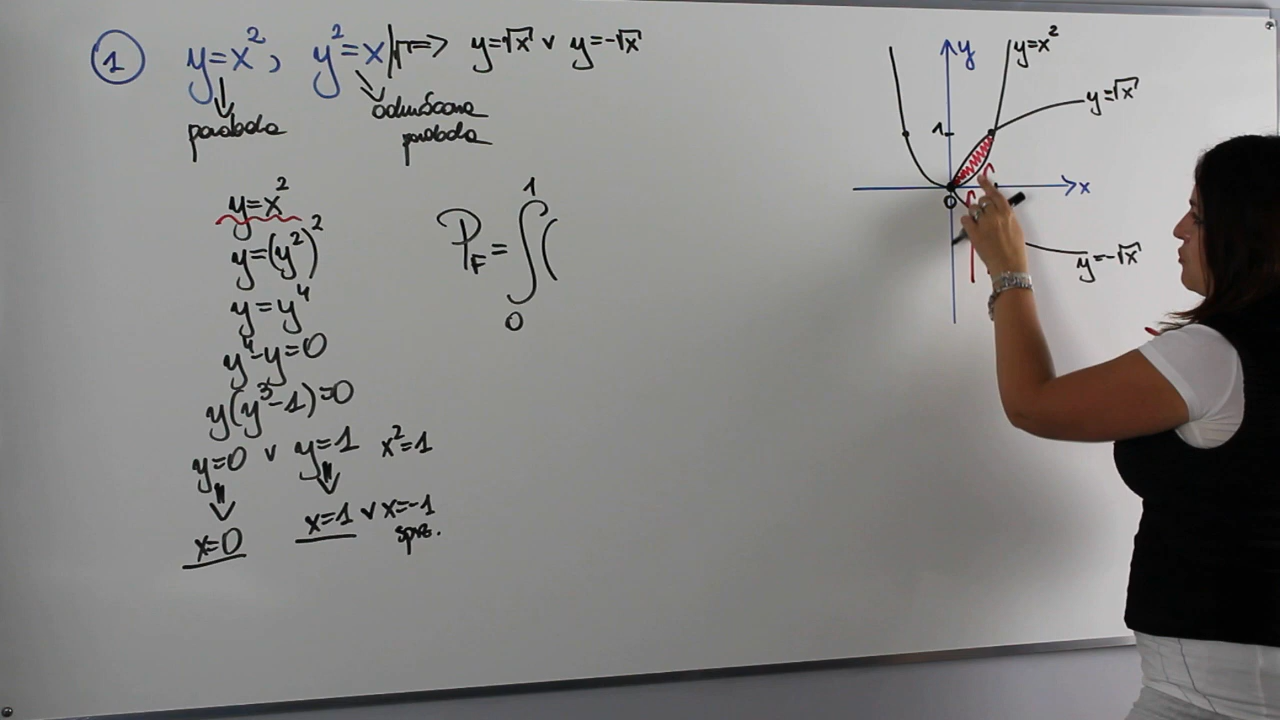 1 y=x², y²=x |√ => y=√x ∨ y=-√x
parabola odwrócona
parabola
y=x²
y=(y²)²
y=y⁴
y⁴-y=0
y(y³-1)=0
y=0 ∨ y=1 x²=1
x=0 x=1 ∨ x=-1
sprz.
P_F = ∫₀¹ (
y
y=x²
y=√x
1
x
0
y=-√x